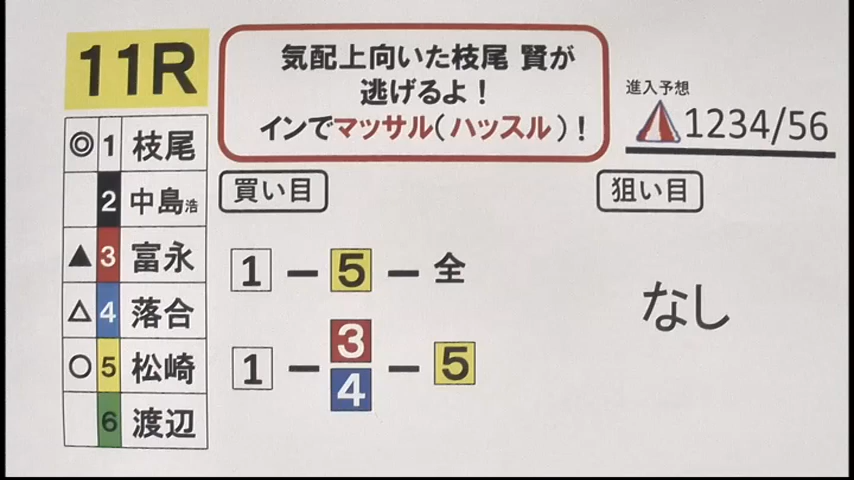 11R
気配上向いた枝尾 賢が
逃げるよ!
インでマッサル(ハッスル)!
進入予想
1234/56
◎ 1 枝尾
2 中島浩
▲ 3 富永
△ 4 落合
○ 5 松崎
6 渡辺
買い目
1 − 5 − 全
1 − 3 − 5
4
狙い目
なし